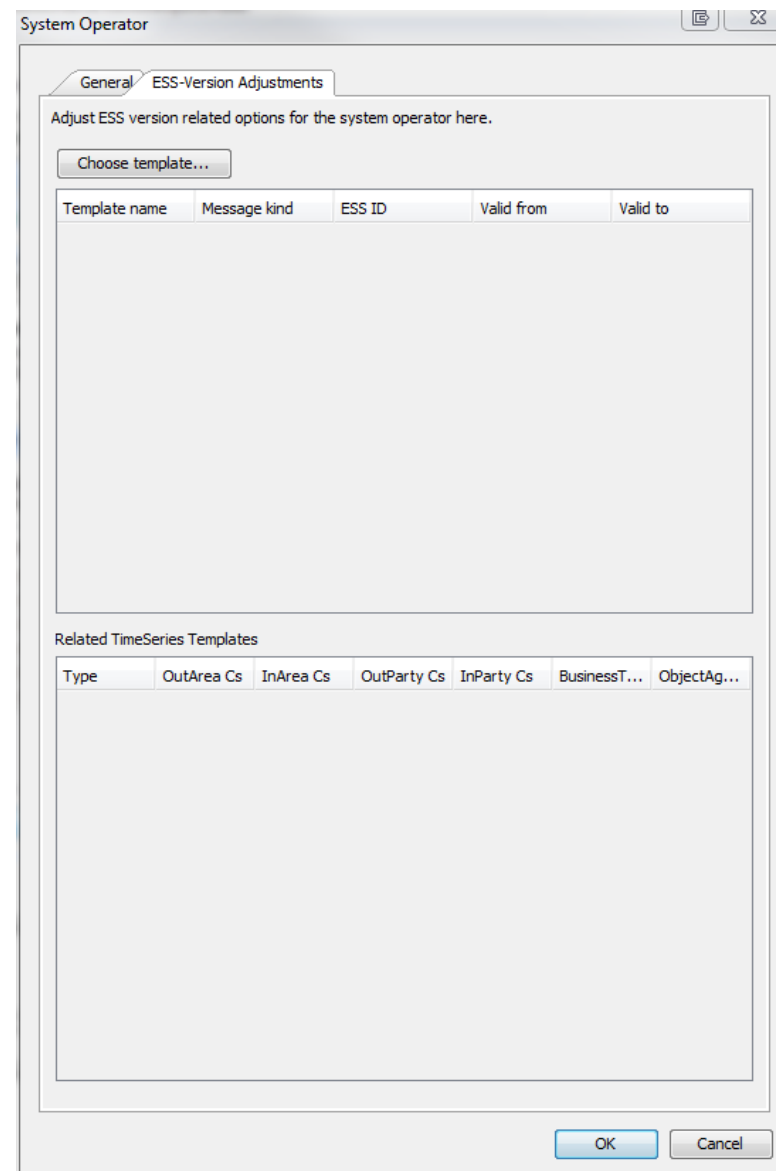 System Operator
General ESS-Version Adjustments
Adjust ESS version related options for the system operator here.
Choose template...
Template name Message kind ESS ID Valid from Valid to
Related TimeSeries Templates
Type OutArea Cs InArea Cs OutParty Cs InParty Cs BusinessT... ObjectAg...
OK Cancel